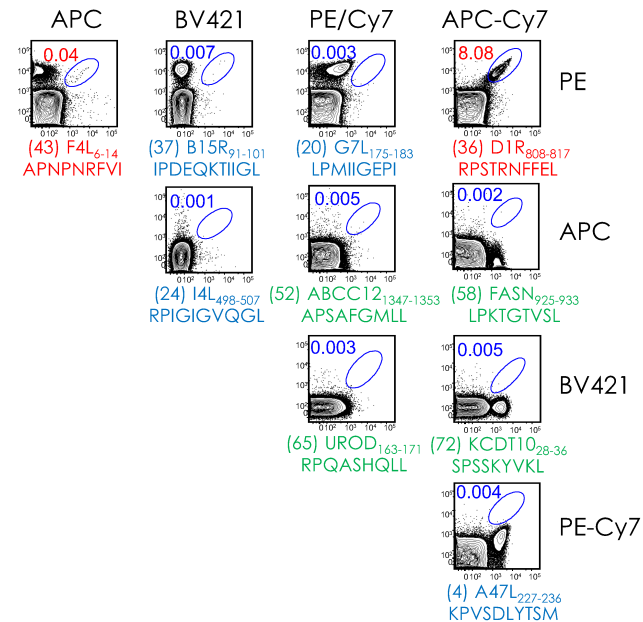 APC BV421 PE/Cy7 APC-Cy7
0.04 0.007 0.003 8.08
PE
(43) F4L6-14 (37) B15R91-101 (20) G7L175-183 (36) D1R808-817
APNPNRFVI IPDEQKTIIGL LPMIIGEPI RPSTRNFFEL
0.001 0.005 0.002
APC
(24) I4L498-507 (52) ABCC121347-1353 (58) FASN925-933
RPIGIGVQGL APSAFGMLL LPKTGTVSL
0.003 0.005
BV421
(65) UROD163-171 (72) KCDT1028-36
RPQASHQLL SPSSKYVKL
0.004
PE-Cy7
(4) A47L227-236
KPVSDLYTSM